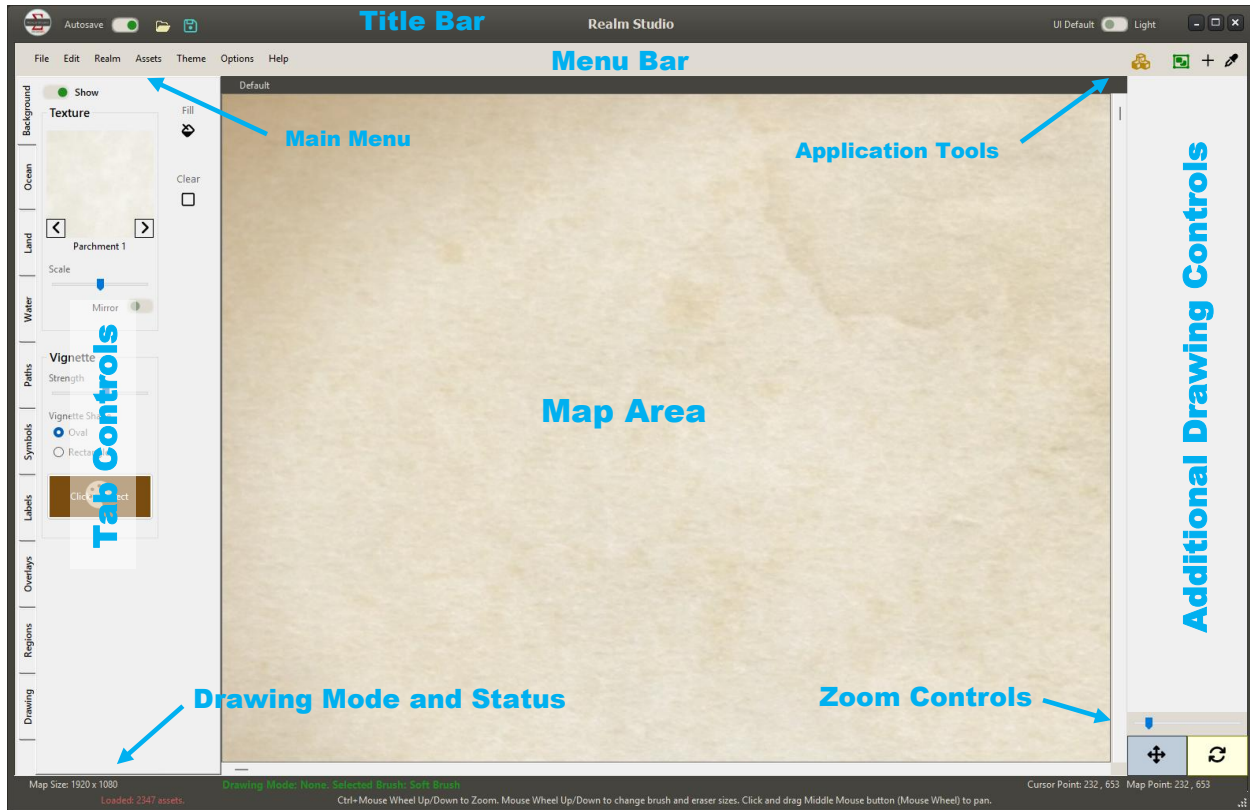 Autosave
Title Bar
Realm Studio
UI Default
Light
File Edit Realm Assets Theme Options Help
Menu Bar
Default
Show
Texture
Fill
Clear
Parchment 1
Scale
Mirror
Vignette
Strength
Vignette
Oval
Background
Ocean
Land
Water
Paths
Symbols
Labels
Overlays
Regions
Drawing
Tab Controls
Main Menu
Application Tools
Map Area
Additional Drawing Controls
Drawing Mode and Status
Zoom Controls
Map Size: 1920 x 1080
Loaded: 2347 assets.
Drawing Mode: None. Selected Brush: Soft Brush
Ctrl+Mouse Wheel Up/Down to Zoom. Mouse Wheel Up/Down to change brush and eraser sizes. Click and drag Middle Mouse button (Mouse Wheel) to pan.
Cursor Point: 232 , 653 Map Point: 232 , 653